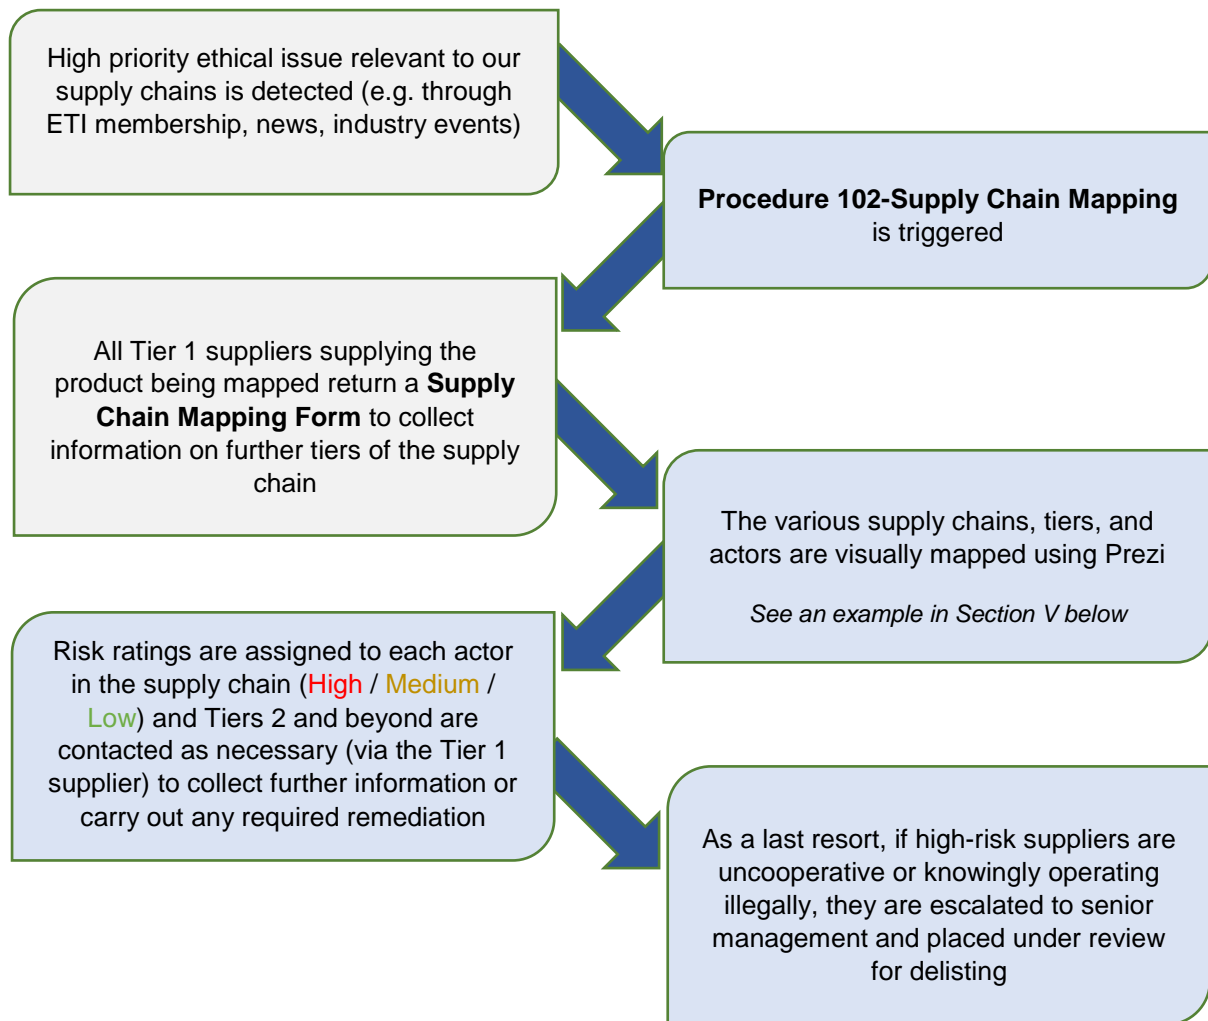 High priority ethical issue relevant to our
supply chains is detected (e.g. through
ETI membership, news, industry events)
Procedure 102-Supply Chain Mapping
is triggered
All Tier 1 suppliers supplying the
product being mapped return a Supply
Chain Mapping Form to collect
information on further tiers of the supply
chain
The various supply chains, tiers, and
actors are visually mapped using Prezi
See an example in Section V below
Risk ratings are assigned to each actor
in the supply chain (High / Medium /
Low) and Tiers 2 and beyond are
contacted as necessary (via the Tier 1
supplier) to collect further information or
carry out any required remediation
As a last resort, if high-risk suppliers are
uncooperative or knowingly operating
illegally, they are escalated to senior
management and placed under review
for delisting